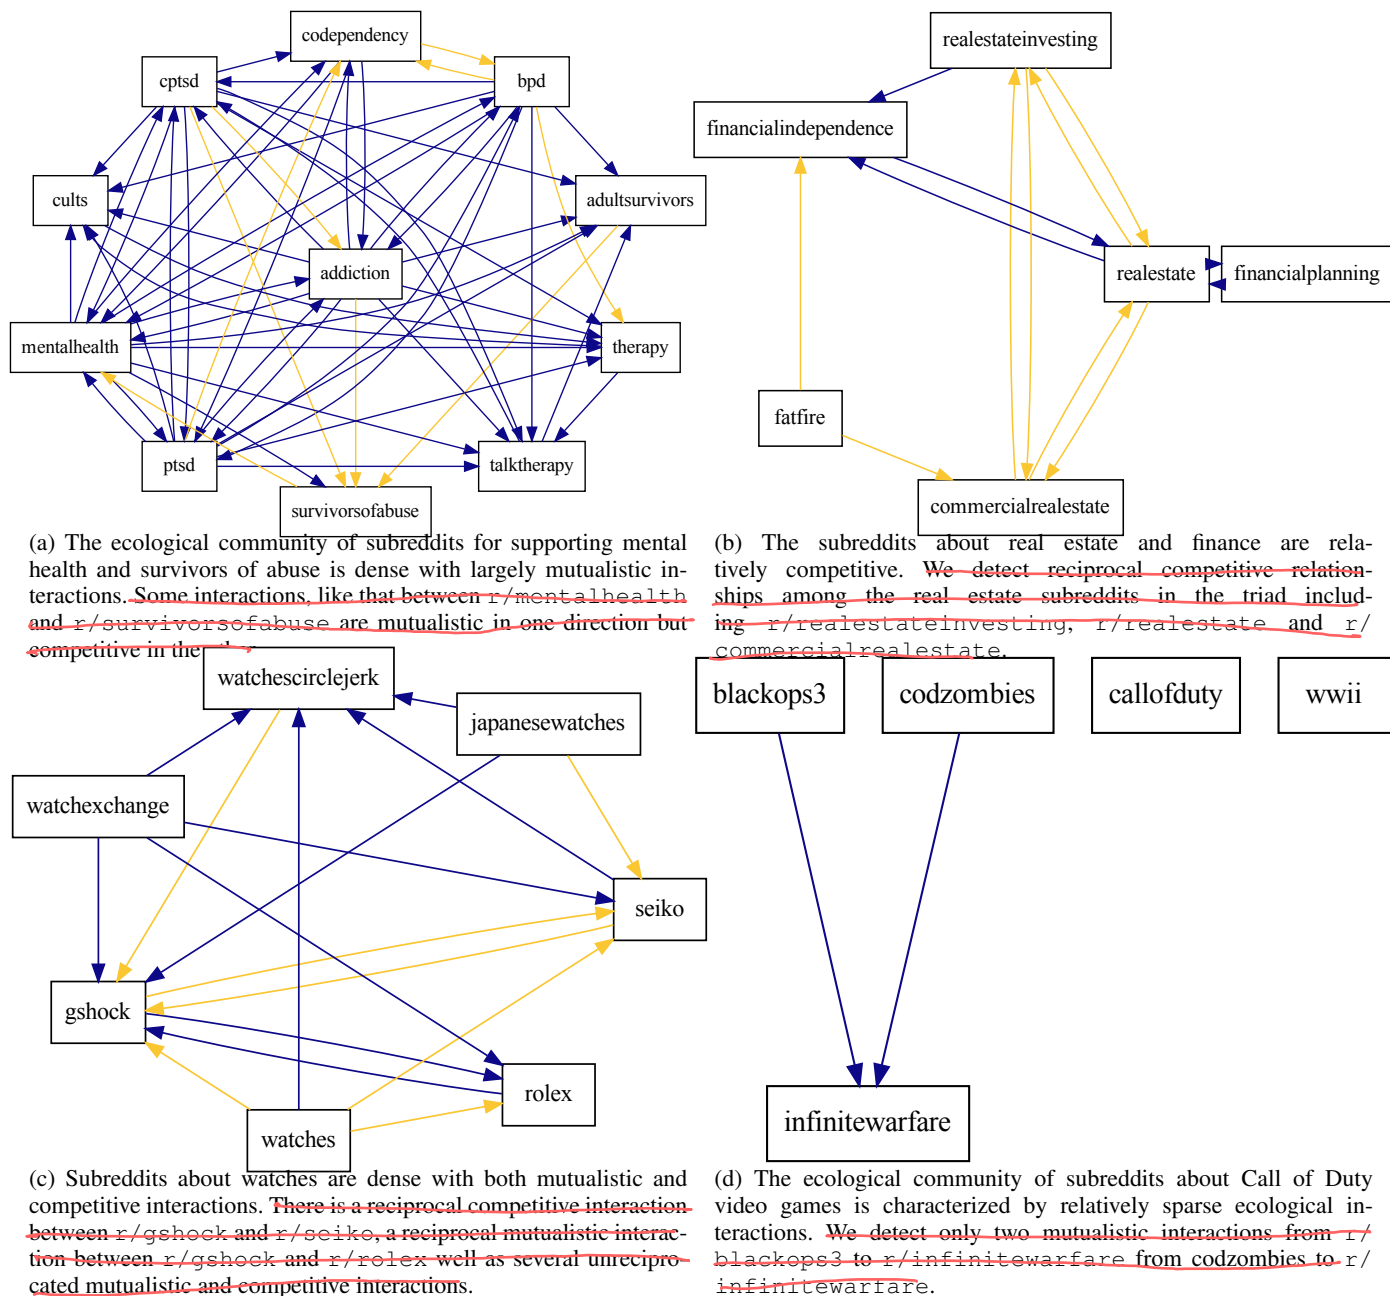 codependency
cptsd
bpd
cults
adultsurvivors
addiction
mentalhealth
therapy
ptsd
talktherapy
survivorsofabuse
(a) The ecological community of subreddits for supporting mental
health and survivors of abuse is dense with largely mutualistic in-
teractions. Some interactions, like that between r/mentalhealth
and r/survivorsofabuse are mutualistic in one direction but
competitive in the other.
realestateinvesting
financialindependence
realestate
financialplanning
fatfire
commercialrealestate
(b) The subreddits about real estate and finance are rela-
tively competitive. We detect reciprocal competitive relation-
ships among the real estate subreddits in the triad includ-
ing r/realestateinvesting, r/realestate and r/
commercialrealestate.
watchescirclejerk
japanesewatches
watchexchange
seiko
gshock
rolex
watches
(c) Subreddits about watches are dense with both mutualistic and
competitive interactions. There is a reciprocal competitive interaction
between r/gshock and r/seiko, a reciprocal mutualistic interac-
tion between r/gshock and r/rolex well as several unrecipro-
cated mutualistic and competitive interactions.
blackops3
codzombies
callofduty
wwii
infinitewarfare
(d) The ecological community of subreddits about Call of Duty
video games is characterized by relatively sparse ecological in-
teractions. We detect only two mutualistic interactions from r/
blackops3 to r/infinitewarfare from codzombies to r/
infinitewarfare.